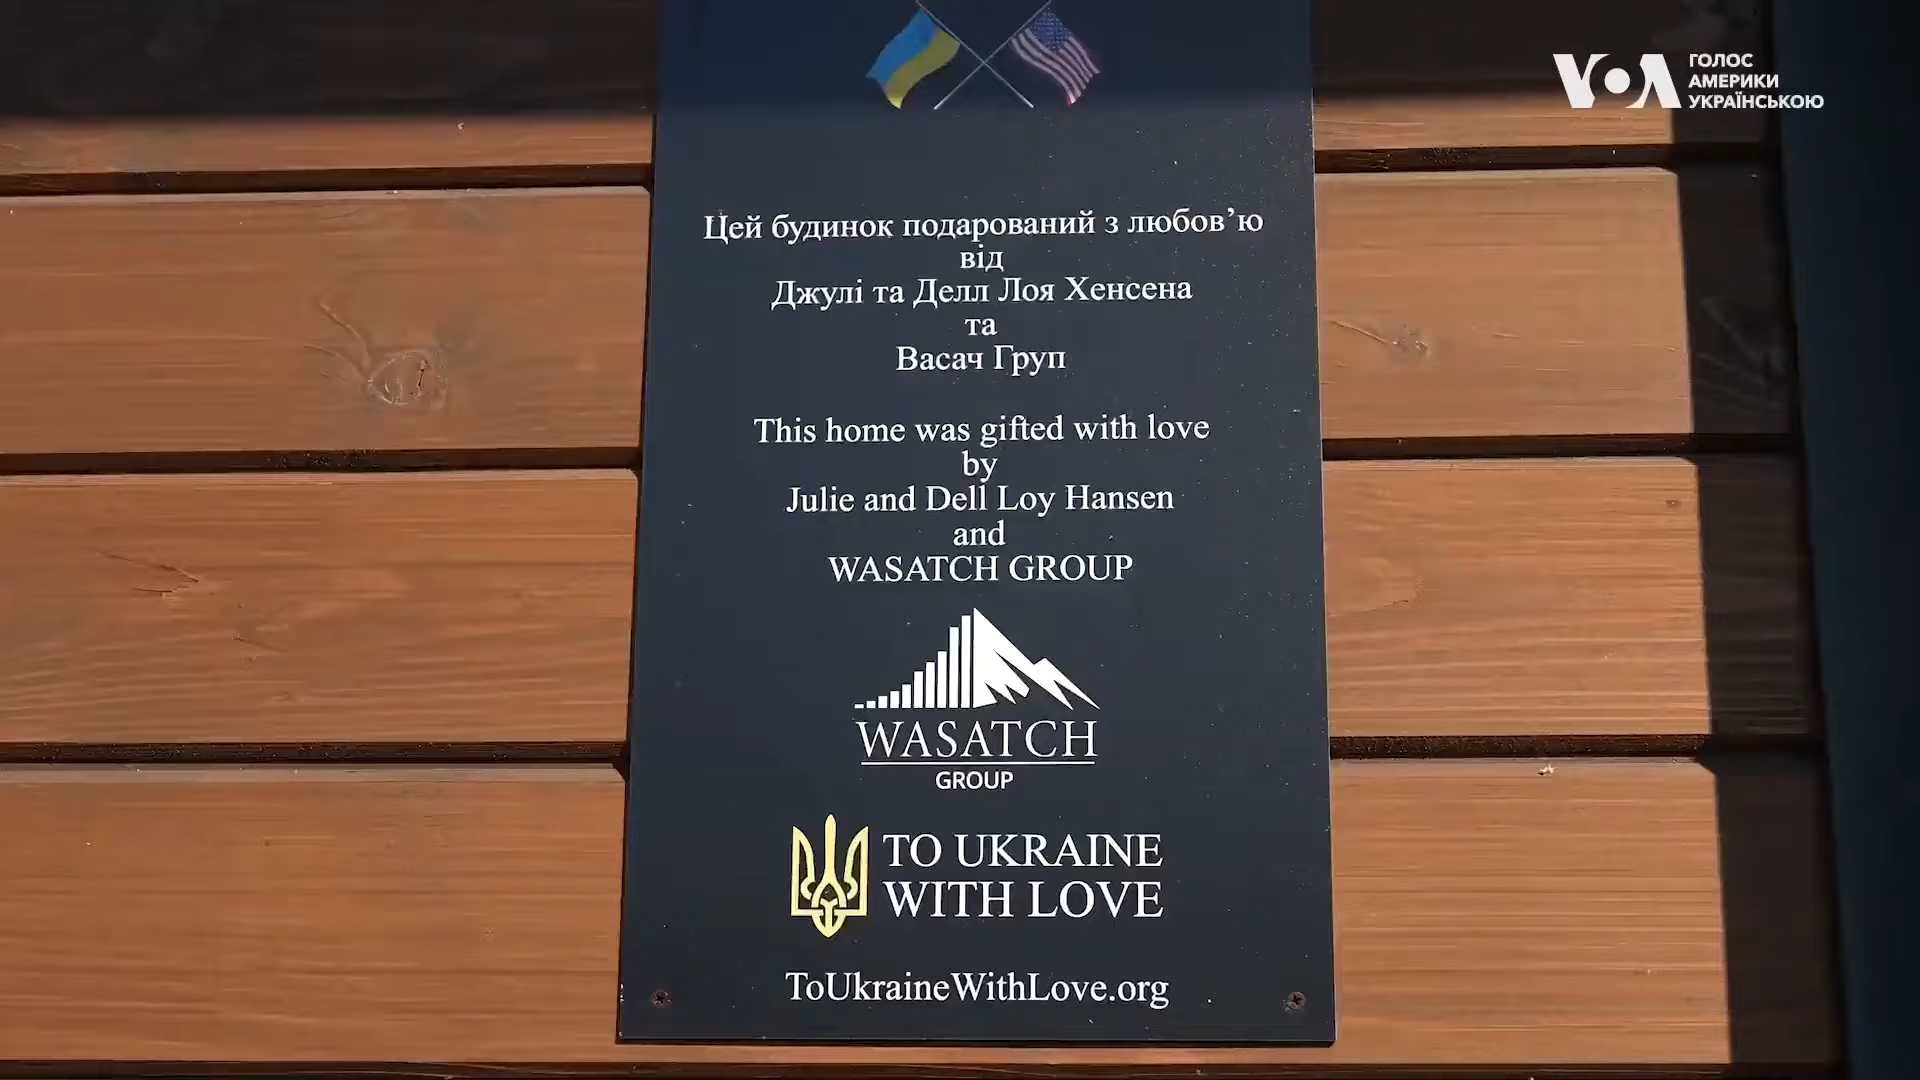 VOA ГОЛОС
АМЕРИКИ
УКРАЇНСЬКОЮ
Цей будинок подарований з любов’ю
від
Джулі та Делл Лоя Хенсена
та
Васач Груп
This home was gifted with love
by
Julie and Dell Loy Hansen
and
WASATCH GROUP
WASATCH
GROUP
TO UKRAINE
WITH LOVE
ToUkraineWithLove.org